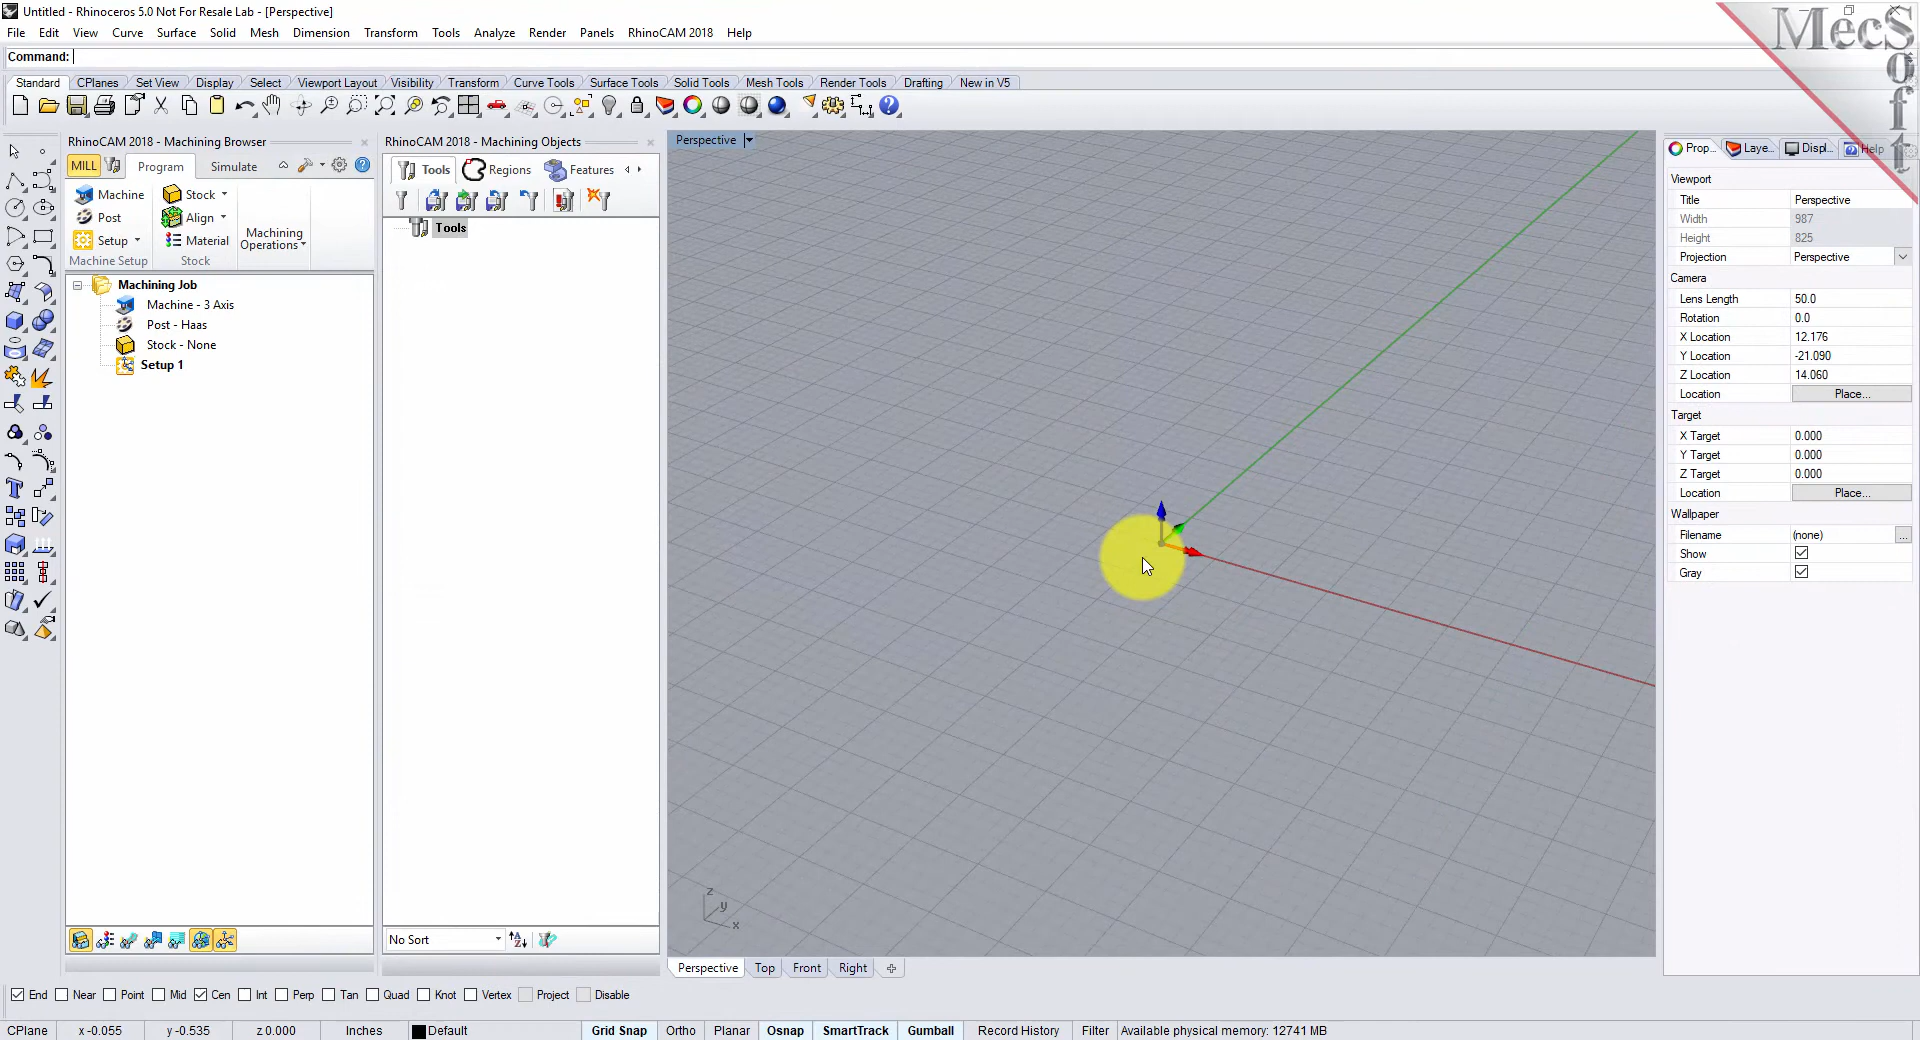 Untitled - Rhinoceros 5.0 Not For Resale Lab - [Perspective]
File Edit View Curve Surface Solid Mesh Dimension Transform Tools Analyze Render Panels RhinoCAM 2018 Help
Command:
Standard CPlanes Set View Display Select Viewport Layout Visibility Transform Curve Tools Surface Tools Solid Tools Mesh Tools Render Tools Drafting New in V5
MecSoft
RhinoCAM 2018 - Machining Browser
MILL Program Simulate
Machine Stock
Post Align
Setup Material
Machining Operations
Machine Setup Stock
Machining Job
Machine - 3 Axis
Post - Haas
Stock - None
Setup 1
RhinoCAM 2018 - Machining Objects
Tools Regions Features
Tools
No Sort
Perspective
z
y
x
Perspective Top Front Right
Prop... Laye... Displ... Help
Viewport
Title Perspective
Width 987
Height 825
Projection Perspective
Camera
Lens Length 50.0
Rotation 0.0
X Location 12.176
Y Location -21.090
Z Location 14.060
Location Place...
Target
X Target 0.000
Y Target 0.000
Z Target 0.000
Location Place...
Wallpaper
Filename (none) ...
Show
Gray
End Near Point Mid Cen Int Perp Tan Quad Knot Vertex Project Disable
CPlane x -0.055 y -0.535 z 0.000 Inches Default Grid Snap Ortho Planar Osnap SmartTrack Gumball Record History Filter Available physical memory: 12741 MB